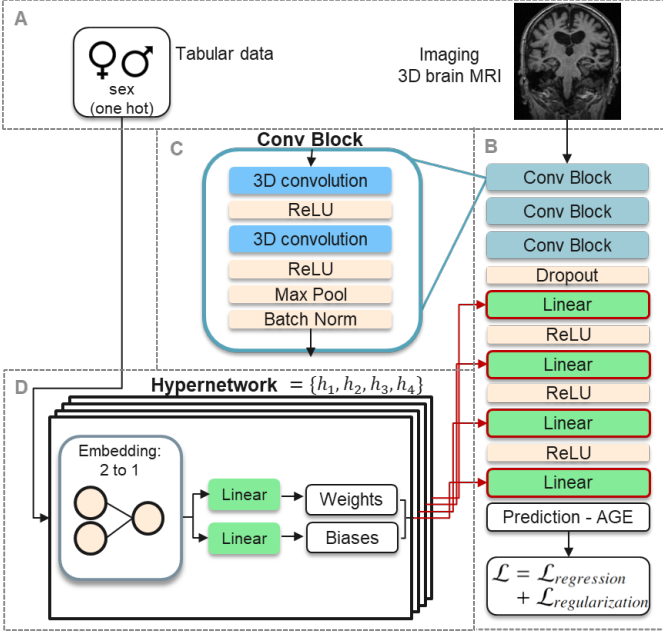 A
sex
(one hot)
Tabular data
Imaging
3D brain MRI
C
Conv Block
3D convolution
ReLU
3D convolution
ReLU
Max Pool
Batch Norm
B
Conv Block
Conv Block
Conv Block
Dropout
Linear
ReLU
Linear
ReLU
Linear
ReLU
Linear
Prediction - AGE
ℒ = ℒregression
+ ℒregularization
D
Hypernetwork = {h₁, h₂, h₃, h₄}
Embedding:
2 to 1
Linear
Weights
Linear
Biases